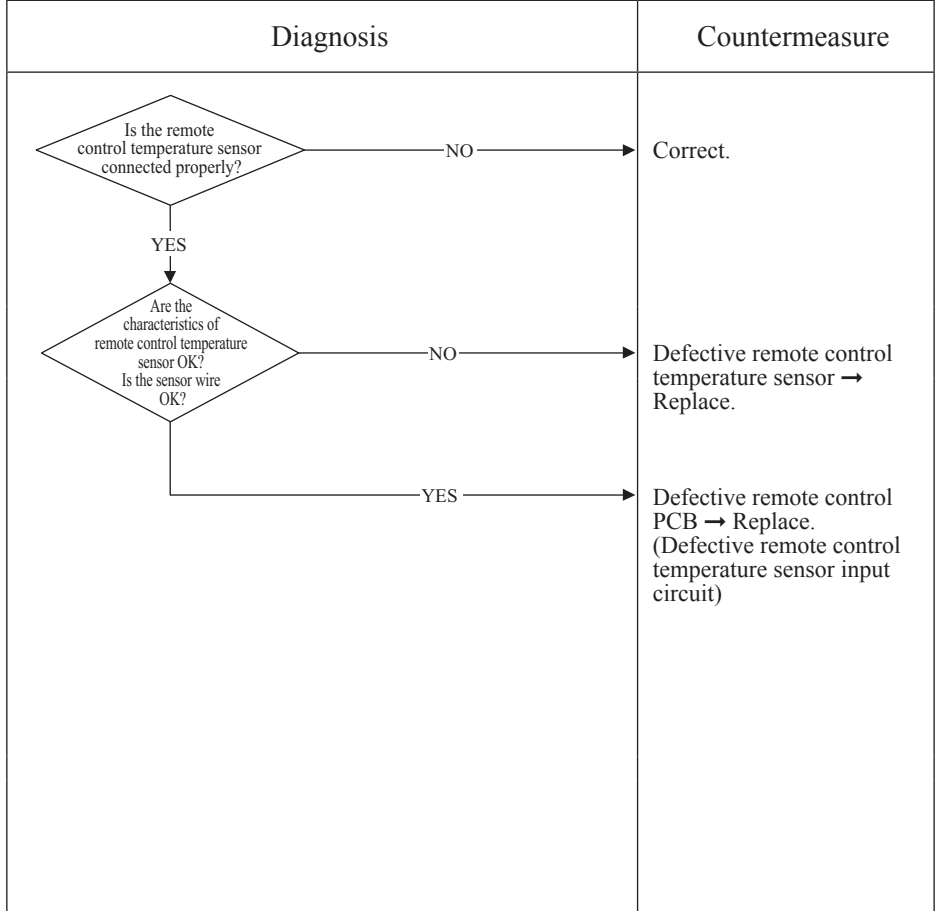 Diagnosis
Countermeasure
Is the remote
control temperature sensor
connected properly?
NO
Correct.
YES
Are the
characteristics of
remote control temperature
sensor OK?
Is the sensor wire
OK?
NO
Defective remote control
temperature sensor ➞
Replace.
YES
Defective remote control
PCB ➞ Replace.
(Defective remote control
temperature sensor input
circuit)